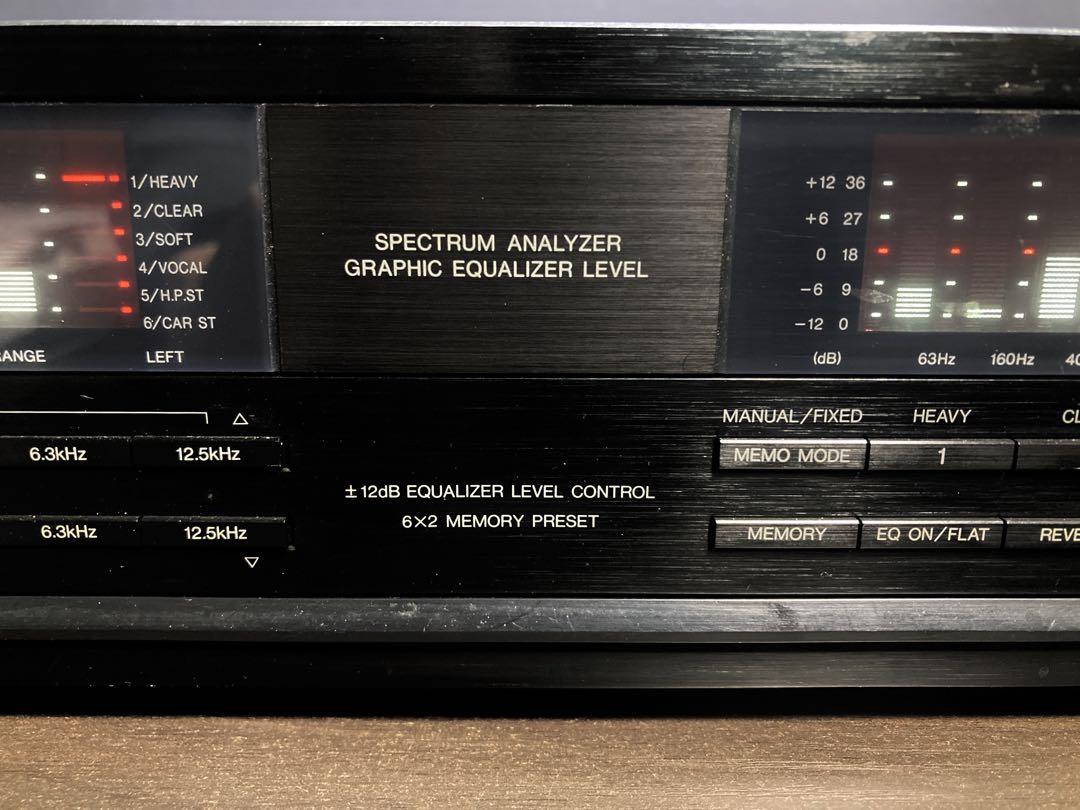 1/HEAVY
2/CLEAR
3/SOFT
4/VOCAL
5/H.P.ST
6/CAR ST
LEFT
SPECTRUM ANALYZER
GRAPHIC EQUALIZER LEVEL
+12 36
+6 27
0 18
−6 9
−12 0
(dB) 63Hz 160Hz
△
6.3kHz 12.5kHz
6.3kHz 12.5kHz
▽
±12dB EQUALIZER LEVEL CONTROL
6×2 MEMORY PRESET
MANUAL/FIXED HEAVY
MEMO MODE 1
MEMORY EQ ON/FLAT